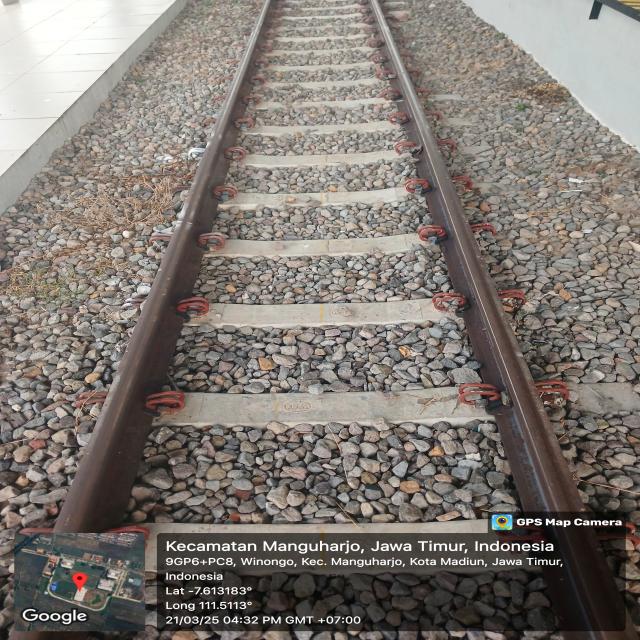 GPS Map Camera
Kecamatan Manguharjo, Jawa Timur, Indonesia
9GP6+PC8, Winongo, Kec. Manguharjo, Kota Madiun, Jawa Timur,
Indonesia
Lat -7.613183°
Long 111.5113°
21/03/25 04:32 PM GMT +07:00
Google